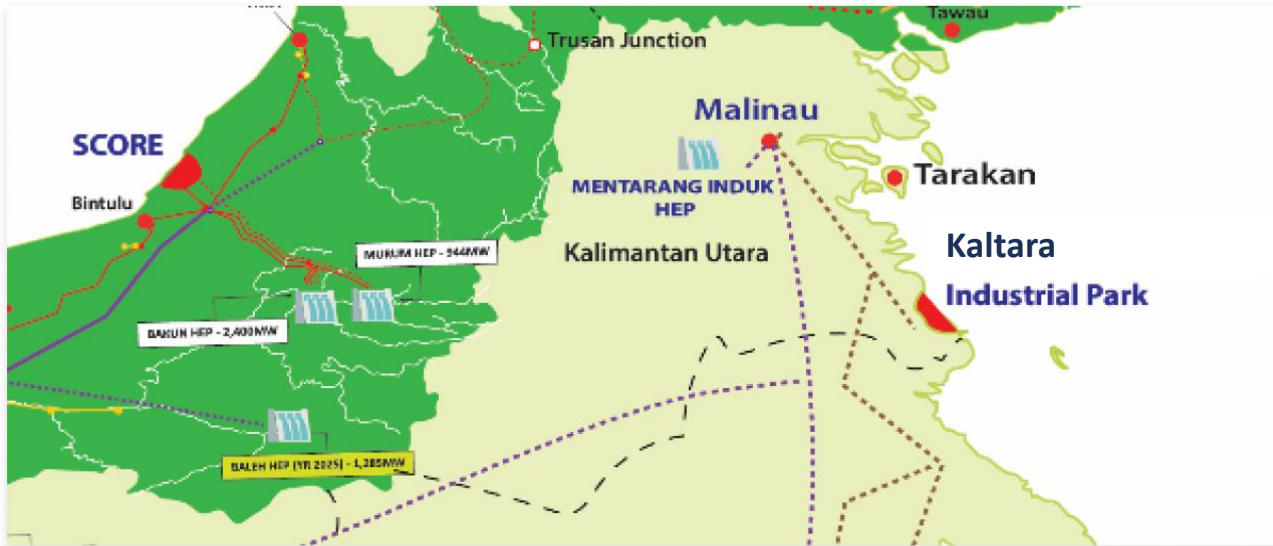 Tawau
Trusan Junction
Malinau
SCORE
Tarakan
MENTARANG INDUK
HEP
Bintulu
Kaltara
Industrial Park
MURUM HEP - 944MW
Kalimantan Utara
BAKUN HEP - 2,400MW
BALEH HEP (YR 2025) - 1,285MW